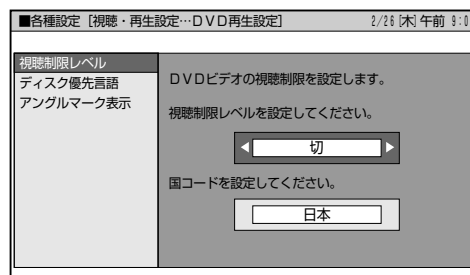 ■各種設定［視聴・再生設定…ＤＶＤ再生設定］ 2/26［木］午前 9:0
視聴制限レベル
ディスク優先言語
アングルマーク表示
ＤＶＤビデオの視聴制限を設定します。
視聴制限レベルを設定してください。
◀ 切 ▶
国コードを設定してください。
日本